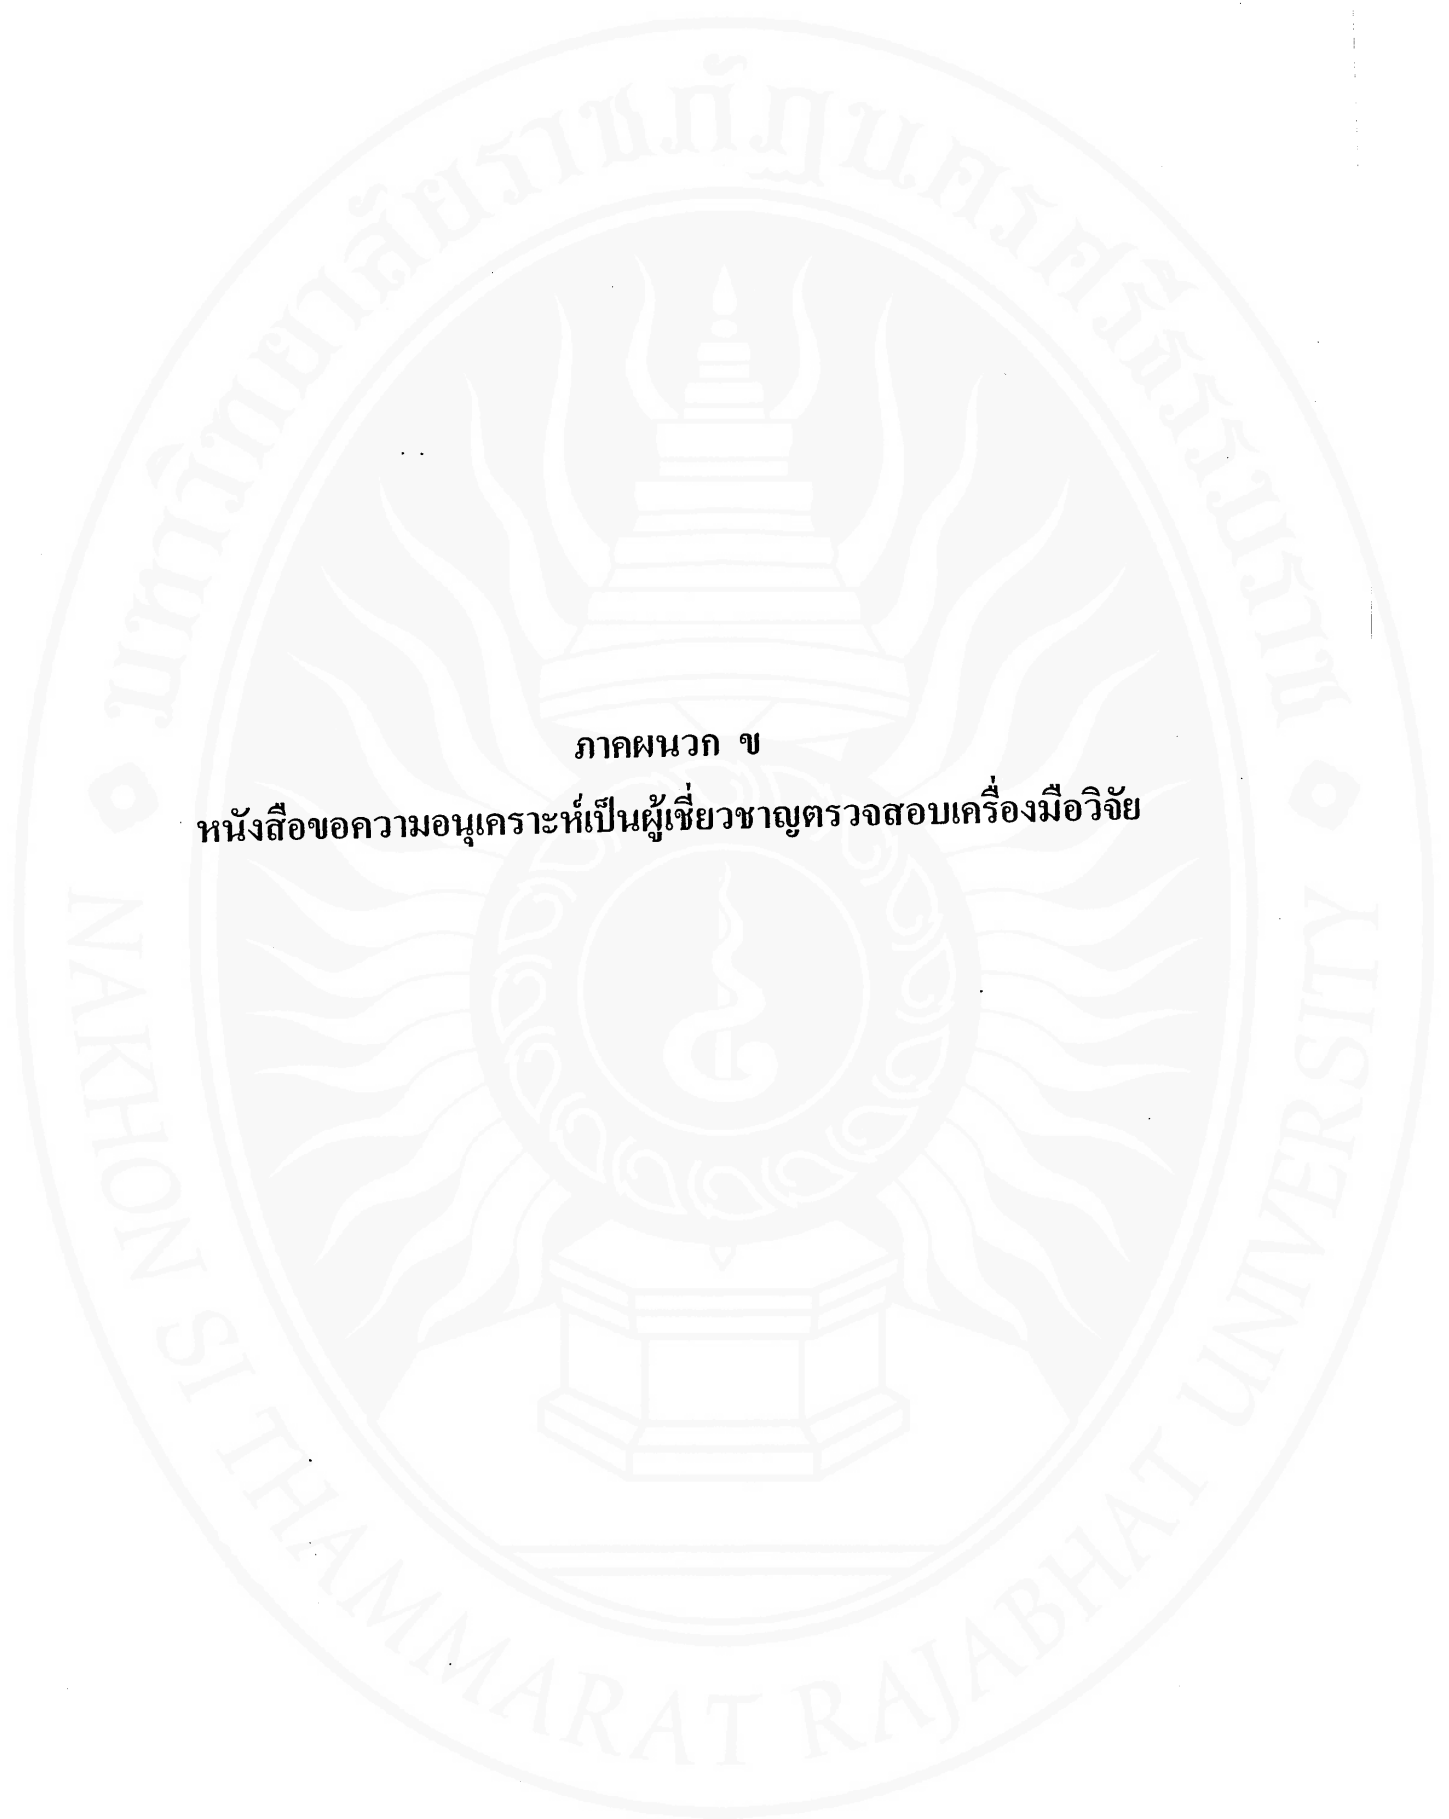 มหาวิทยาลัยราชภัฏนครศรีธรรมราช
ภาคผนวก ข
หนังสือขอความอนุเคราะห์เป็นผู้เชี่ยวชาญตรวจสอบเครื่องมือวิจัย
NAKHON SI THAMMARAT RAJABHAT UNIVERSITY